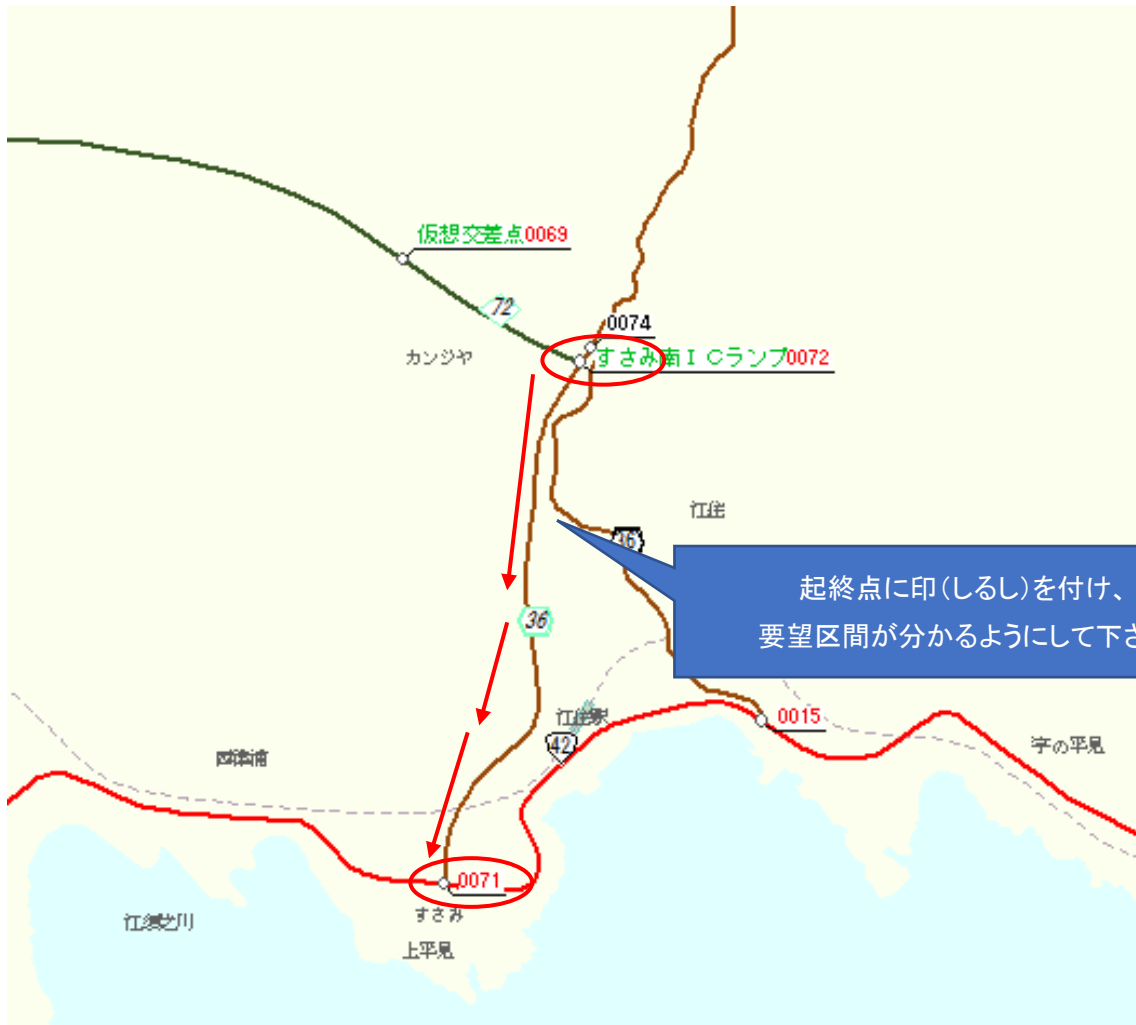 仮想交差点0069
72
0074
すさみ南ＩＣランプ0072
カンジヤ
江住
36
起終点に印（しるし）を付け、
要望区間が分かるようにして下さ
36
江住駅
0015
42
字の平見
0071
すさみ
上平見